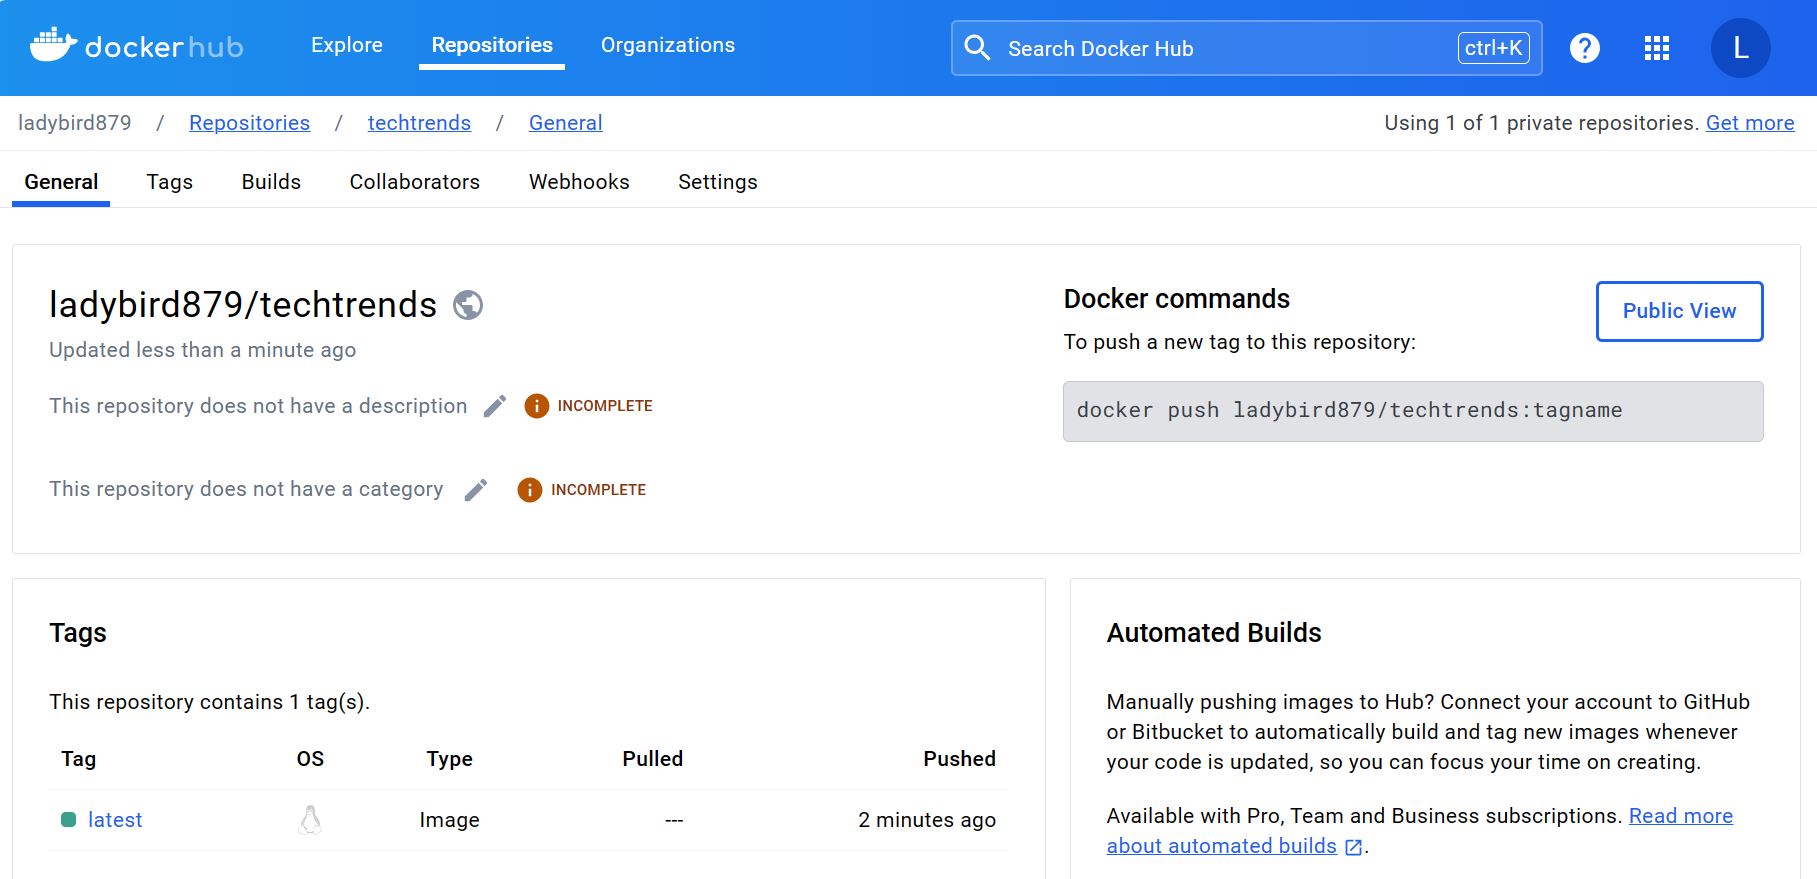 dockerhub Explore Repositories Organizations Search Docker Hub ctrl+K ? L
ladybird879 / Repositories / techtrends / General Using 1 of 1 private repositories. Get more
General Tags Builds Collaborators Webhooks Settings
ladybird879/techtrends
Updated less than a minute ago
This repository does not have a description INCOMPLETE
This repository does not have a category INCOMPLETE
Docker commands
Public View
To push a new tag to this repository:
docker push ladybird879/techtrends:tagname
Tags
This repository contains 1 tag(s).
Tag OS Type Pulled Pushed
latest Image --- 2 minutes ago
Automated Builds
Manually pushing images to Hub? Connect your account to GitHub
or Bitbucket to automatically build and tag new images whenever
your code is updated, so you can focus your time on creating.
Available with Pro, Team and Business subscriptions. Read more
about automated builds .